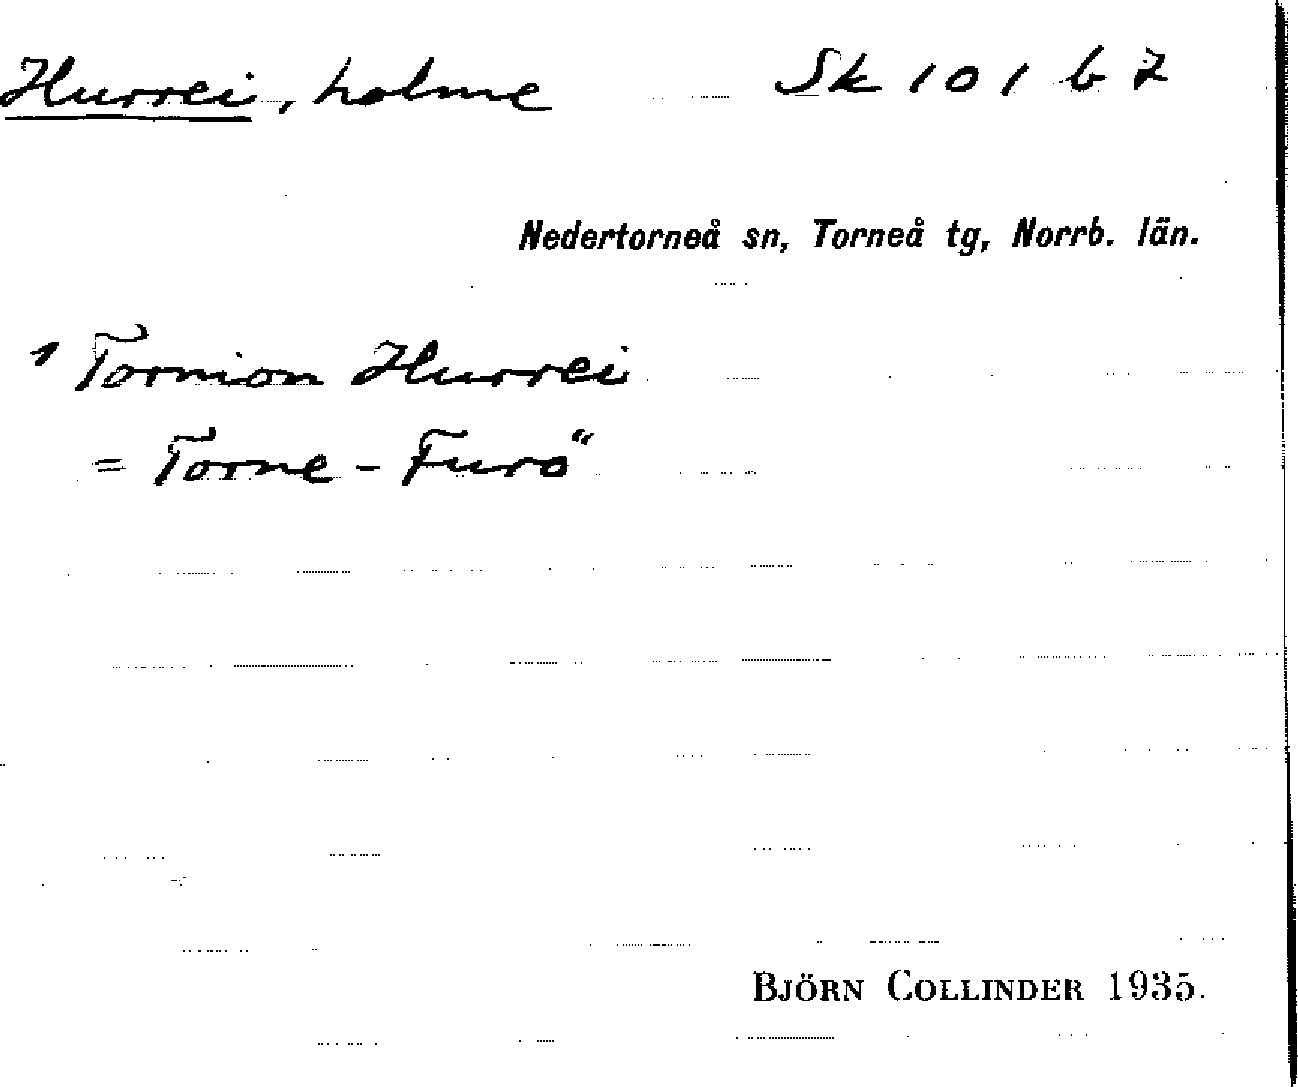 Hurrei, holme Sk 101 b 7
Nedertorneå sn, Torneå tg, Norrb. län.
1 Tornion Hurrei
= Torne-Furö
BJÖRN COLLINDER 1935.